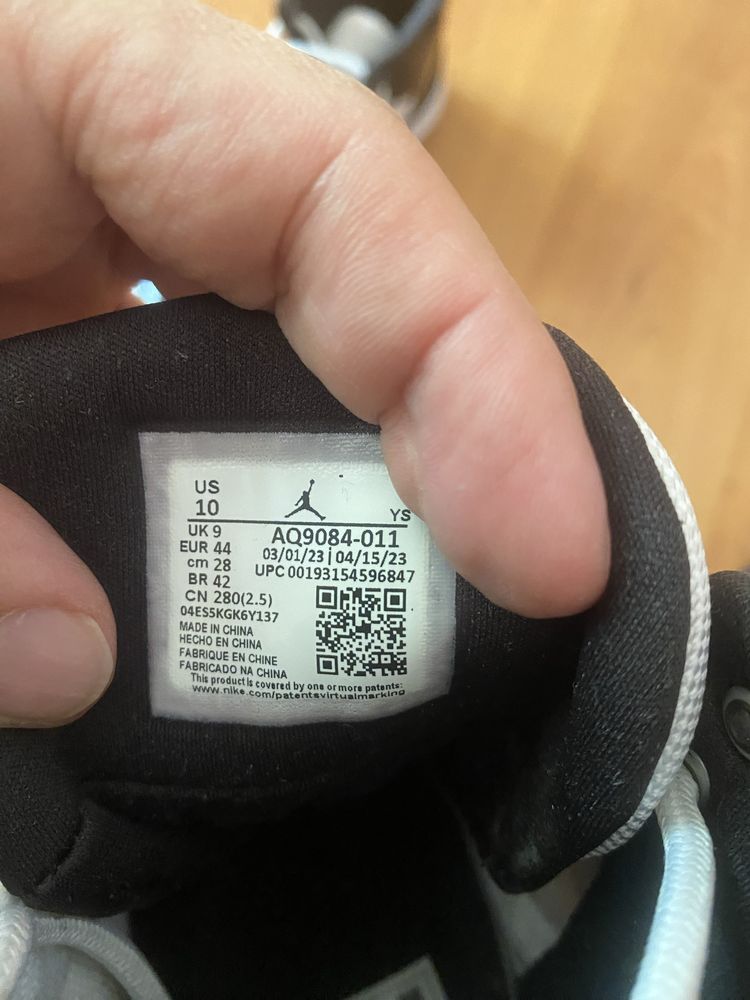 US
10
YS
UK 9
EUR 44
cm 28
BR 42
CN 280(2.5)
04ES5KGK6Y137
AQ9084-011
03/01/23 | 04/15/23
UPC 00193154596847
MADE IN CHINA
HECHO EN CHINA
FABRIQUE EN CHINE
FABRICADO NA CHINA
This product is covered by one or more patents:
www.nike.com/patentsvirtualmarking